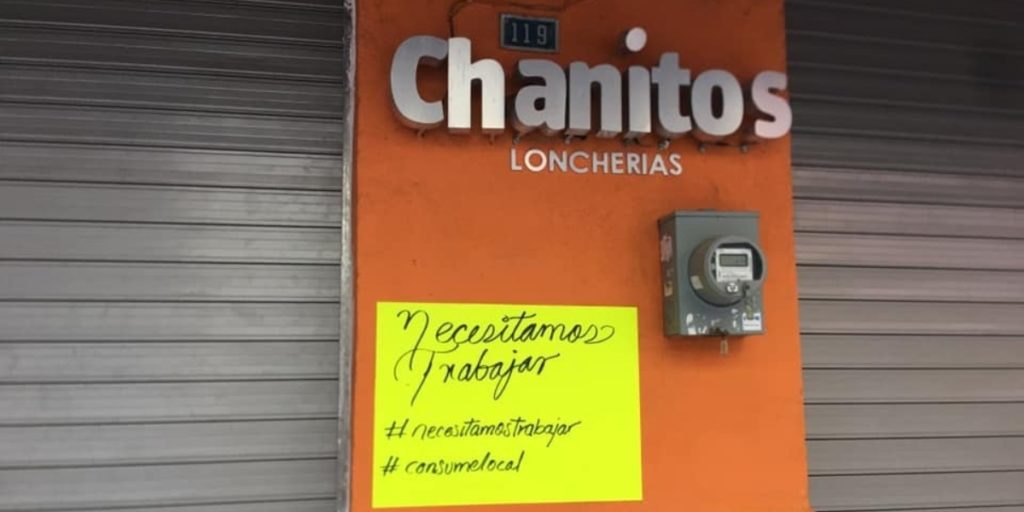 119
Chanitos
LONCHERIAS
Necesitamos
Trabajar
#necesitamostrabajar
#consumelocal